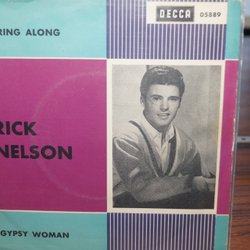 RING ALONG
DECCA
05889
RICK
NELSON
GYPSY WOMAN